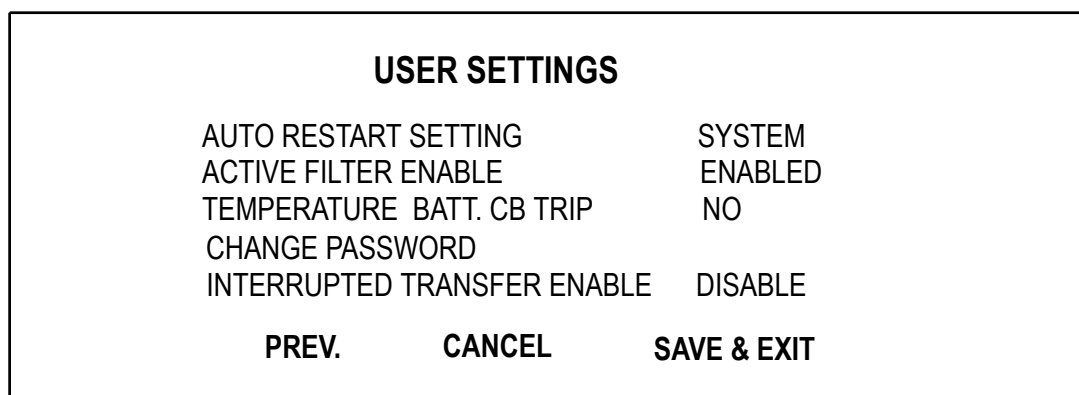 USER SETTINGS
AUTO RESTART SETTING SYSTEM
ACTIVE FILTER ENABLE ENABLED
TEMPERATURE BATT. CB TRIP NO
CHANGE PASSWORD
INTERRUPTED TRANSFER ENABLE DISABLE
PREV. CANCEL SAVE & EXIT